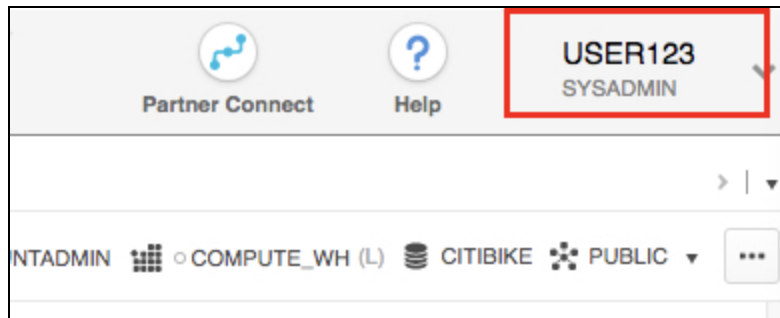 USER123
SYSADMIN
Partner Connect Help
NTADMIN COMPUTE_WH (L) CITIBIKE PUBLIC